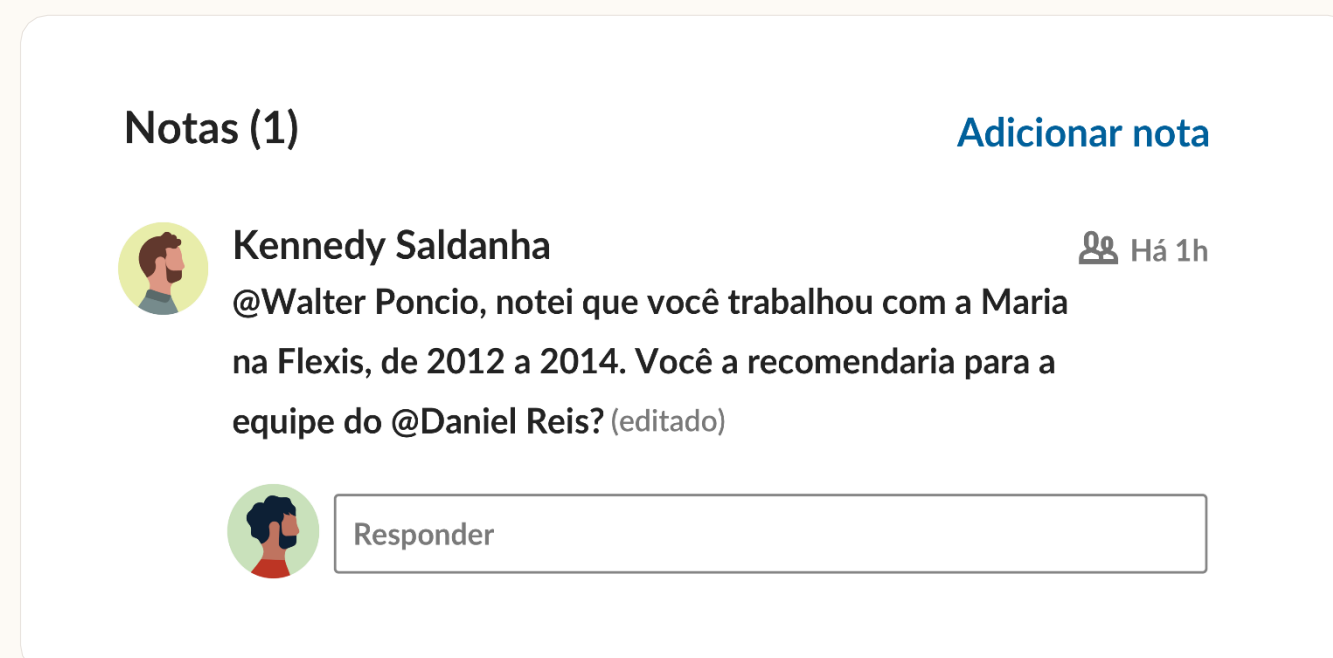 Notas (1)
Adicionar nota
Kennedy Saldanha
Há 1h
@Walter Poncio, notei que você trabalhou com a Maria
na Flexis, de 2012 a 2014. Você a recomendaria para a
equipe do @Daniel Reis? (editado)
Responder